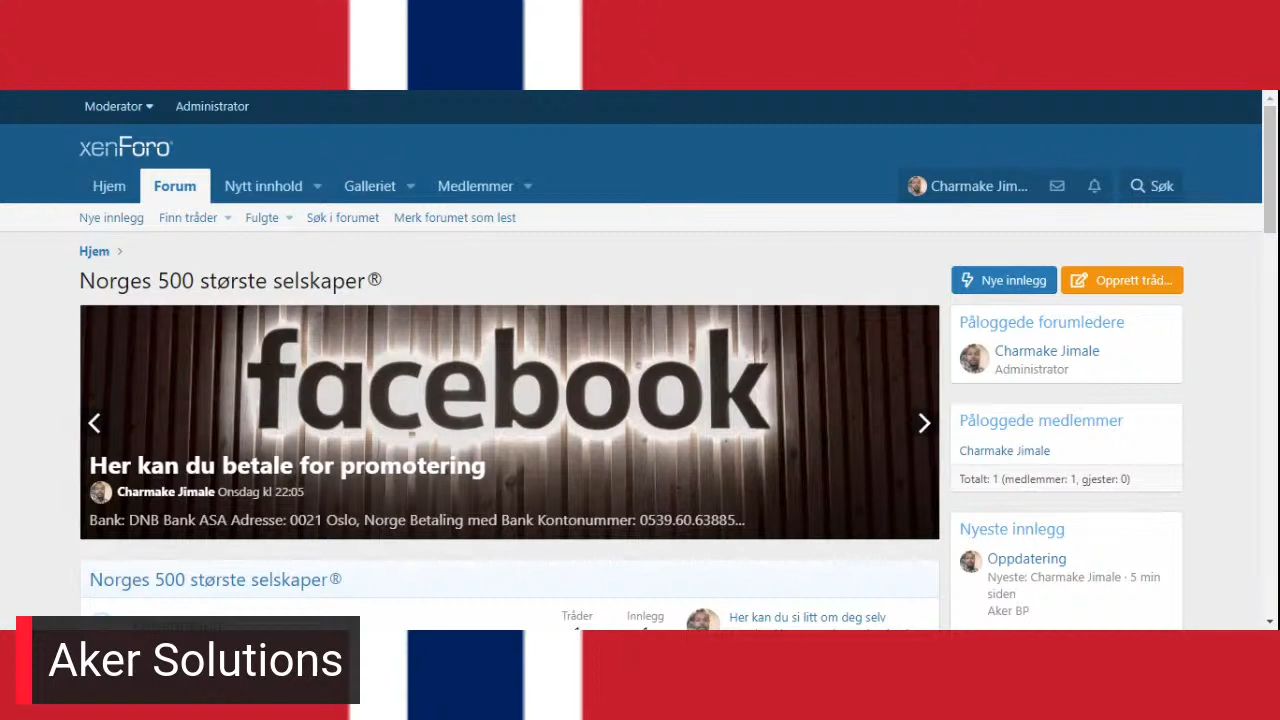 Moderator
Administrator
xenForo
Hjem
Forum
Nytt innhold
Galleriet
Medlemmer
Charmake Jim...
Søk
Nye innlegg
Finn tråder
Fulgte
Søk i forumet
Merk forumet som lest
Hjem
Norges 500 største selskaper®
Nye innlegg
Opprett tråd...
facebook
Her kan du betale for promotering
Charmake Jimale Onsdag kl 22:05
Bank: DNB Bank ASA Adresse: 0021 Oslo, Norge Betaling med Bank Kontonummer: 0539.60.63885...
Påloggede forumledere
Charmake Jimale
Administrator
Påloggede medlemmer
Charmake Jimale
Totalt: 1 (medlemmer: 1, gjester: 0)
Nyeste innlegg
Oppdatering
Nyeste: Charmake Jimale · 5 min
siden
Aker BP
Norges 500 største selskaper®
Tråder
Innlegg
Her kan du si litt om deg selv
Aker Solutions